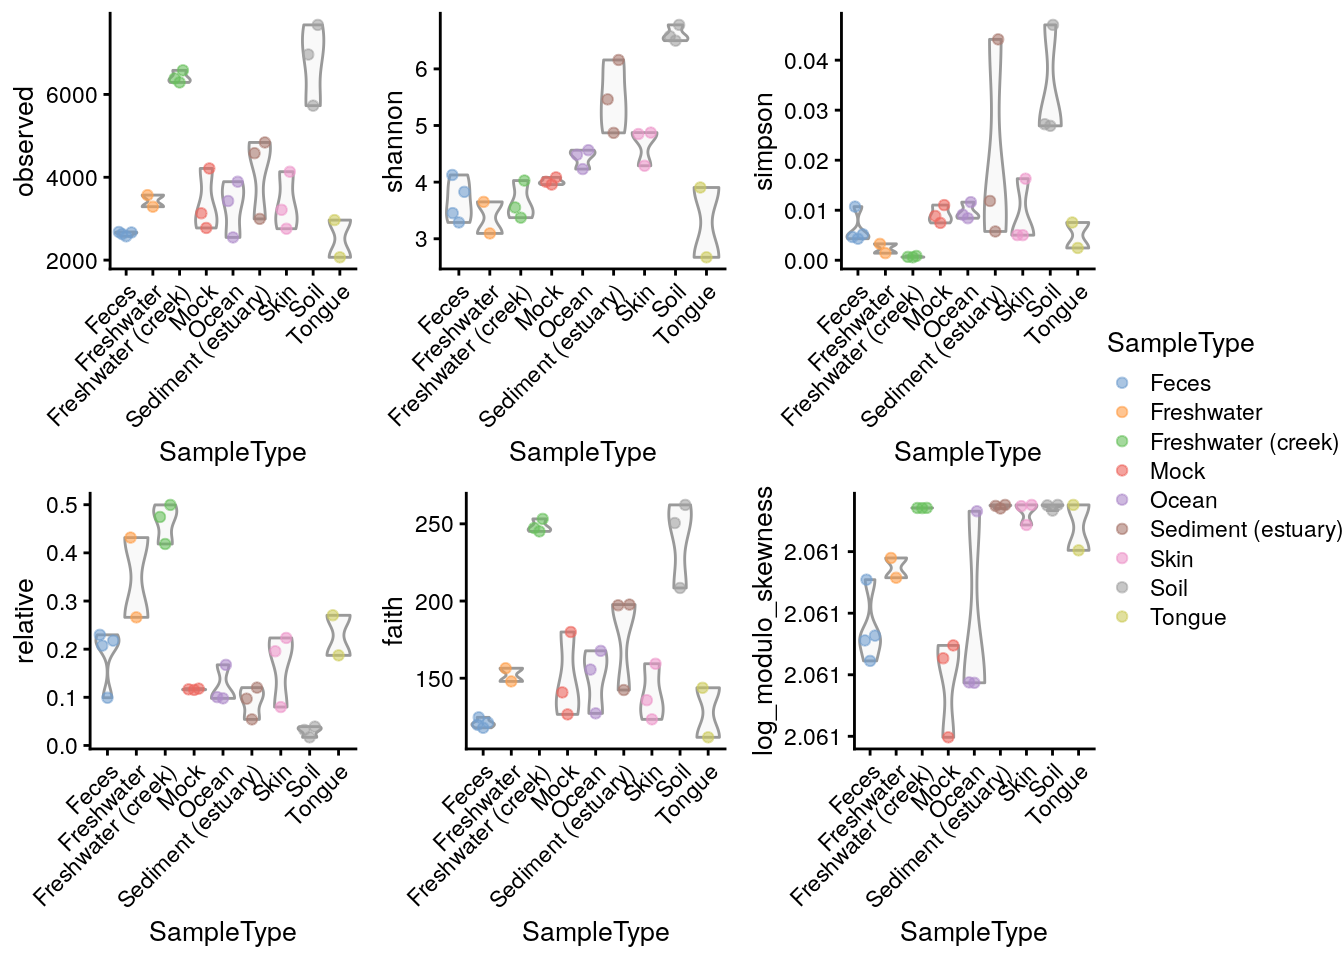 observed
6000
4000
2000
Feces
Freshwater
Freshwater (creek)
Mock
Ocean
Sediment (estuary)
Skin
Soil
Tongue
SampleType
shannon
6
5
4
3
Feces
Freshwater
Freshwater (creek)
Mock
Ocean
Sediment (estuary)
Skin
Soil
Tongue
SampleType
simpson
0.04
0.03
0.02
0.01
0.00
Feces
Freshwater
Freshwater (creek)
Mock
Ocean
Sediment (estuary)
Skin
Soil
Tongue
SampleType
relative
0.5
0.4
0.3
0.2
0.1
0.0
Feces
Freshwater
Freshwater (creek)
Mock
Ocean
Sediment (estuary)
Skin
Soil
Tongue
SampleType
faith
250
200
150
Feces
Freshwater
Freshwater (creek)
Mock
Ocean
Sediment (estuary)
Skin
Soil
Tongue
SampleType
log_modulo_skewness
2.061
2.061
2.061
2.061
Feces
Freshwater
Freshwater (creek)
Mock
Ocean
Sediment (estuary)
Skin
Soil
Tongue
SampleType
SampleType
Feces
Freshwater
Freshwater (creek)
Mock
Ocean
Sediment (estuary)
Skin
Soil
Tongue